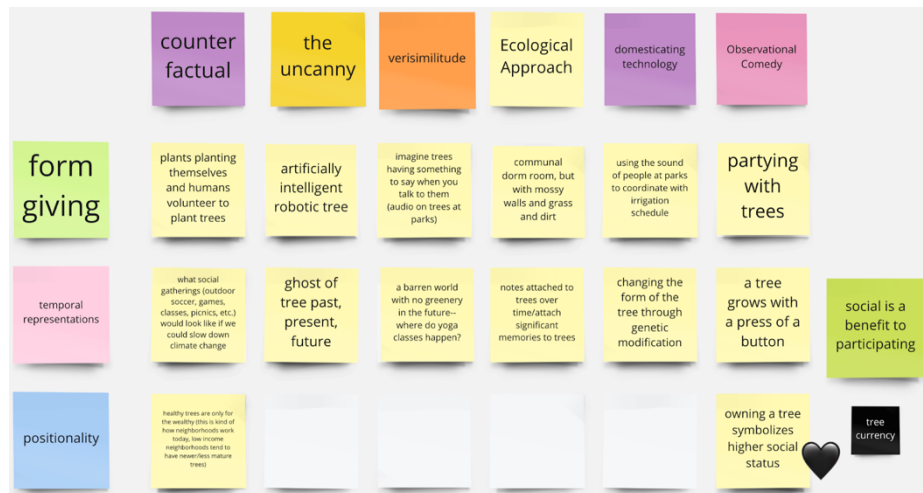 counter
factual
the
uncanny
verisimilitude
Ecological
Approach
domesticating
technology
Observational
Comedy
form
giving
plants planting
themselves
and humans
volunteer to
plant trees
artificially
intelligent
robotic tree
imagine trees
having something
to say when you
talk to them
(audio on trees at
parks)
communal
dorm room, but
with mossy
walls and grass
and dirt
using the sound
of people at parks
to coordinate with
irrigation
schedule
partying
with
trees
temporal
representations
what social
gatherings (outdoor
soccer, games,
classes, picnics, etc.)
would look like if we
could slow down
climate change
ghost of
tree past,
present,
future
a barren world
with no greenery
in the future--
where do yoga
classes happen?
notes attached to
trees over
time/attach
significant
memories to trees
changing the
form of the
tree through
genetic
modification
a tree
grows with
a press of a
button
social is a
benefit to
participating
positionality
healthy trees are only for
the wealthy (this is kind of
how neighborhoods work
today, low income
neighborhoods tend to
have newer/less mature
trees)
owning a tree
symbolizes
higher social
status
tree
currency